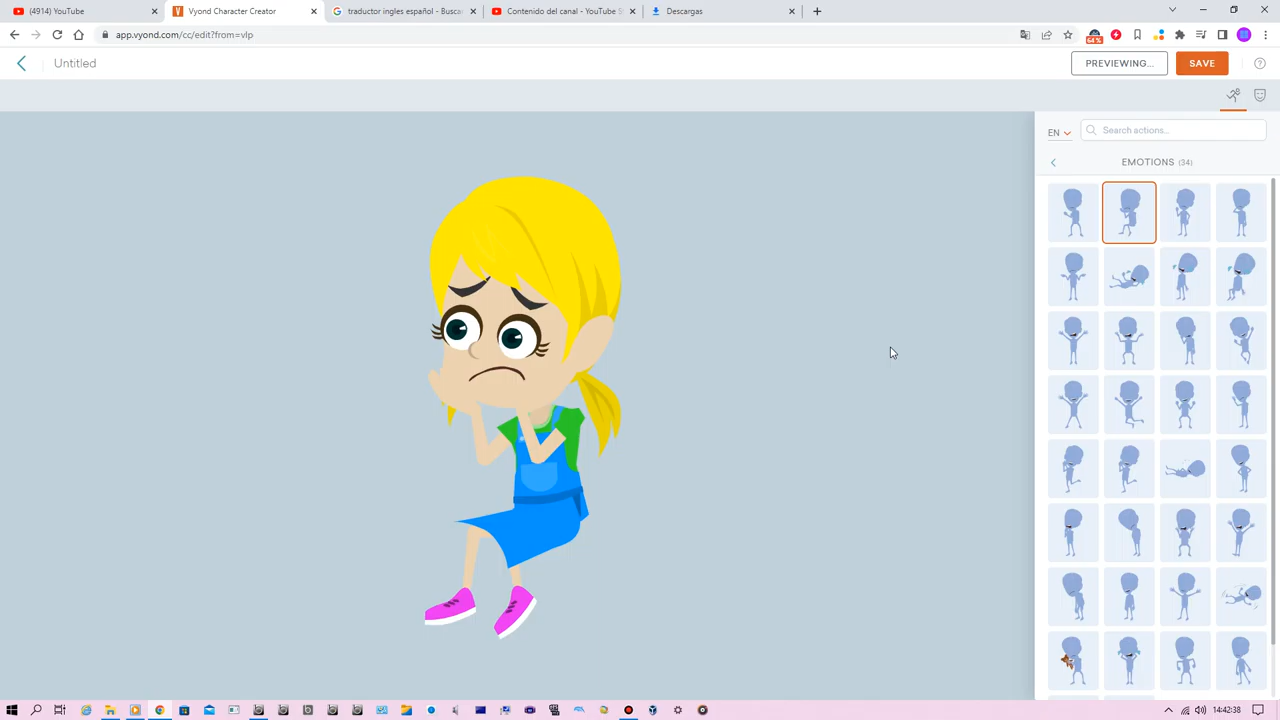 (4914) YouTube
Vyond Character Creator
traductor ingles español - Busca
Contenido del canal - YouTube S
Descargas
app.vyond.com/cc/edit?from=vlp
Untitled
PREVIEWING...
SAVE
EN
Search actions...
EMOTIONS (34)
14:42:38